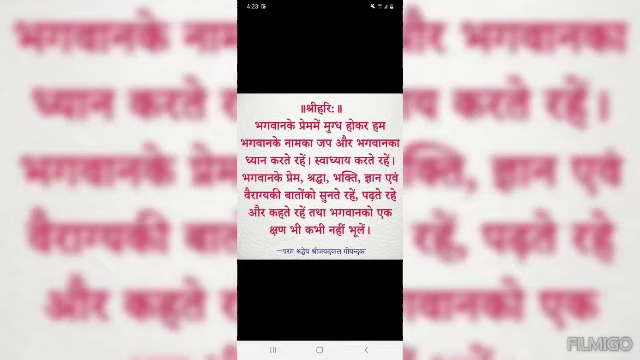 4:23
॥श्रीहरि:॥
भगवानके प्रेममें मुग्ध होकर हम
भगवानके नामका जप और भगवानका
ध्यान करते रहें। स्वाध्याय करते रहें।
भगवानके प्रेम, श्रद्धा, भक्ति, ज्ञान एवं
वैराग्यकी बातोंको सुनते रहें, पढ़ते रहे
और कहते रहें तथा भगवानको एक
क्षण भी कभी नहीं भूलें।
—परम श्रद्धेय श्रीजयदयाल गोयन्दका
FILMIGO